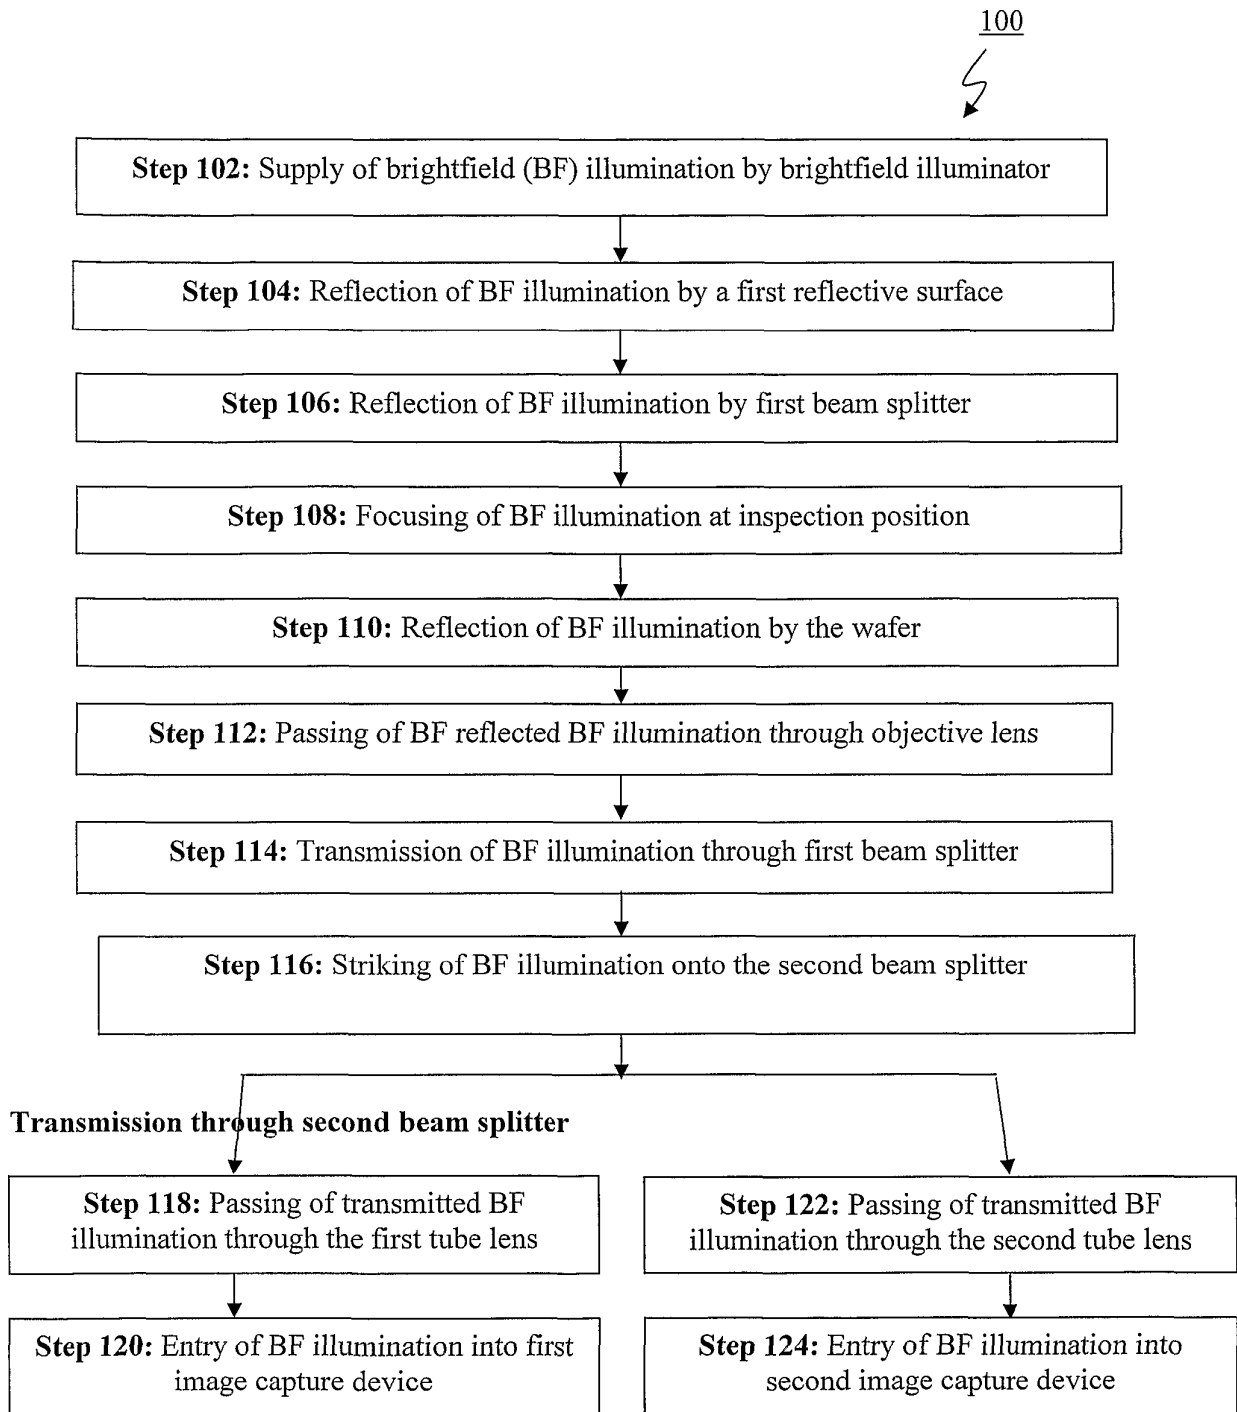 100
Step 102: Supply of brightfield (BF) illumination by brightfield illuminator
Step 104: Reflection of BF illumination by a first reflective surface
Step 106: Reflection of BF illumination by first beam splitter
Step 108: Focusing of BF illumination at inspection position
Step 110: Reflection of BF illumination by the wafer
Step 112: Passing of BF reflected BF illumination through objective lens
Step 114: Transmission of BF illumination through first beam splitter
Step 116: Striking of BF illumination onto the second beam splitter
Transmission through second beam splitter
Step 118: Passing of transmitted BF
illumination through the first tube lens
Step 122: Passing of transmitted BF
illumination through the second tube lens
Step 120: Entry of BF illumination into first
image capture device
Step 124: Entry of BF illumination into
second image capture device